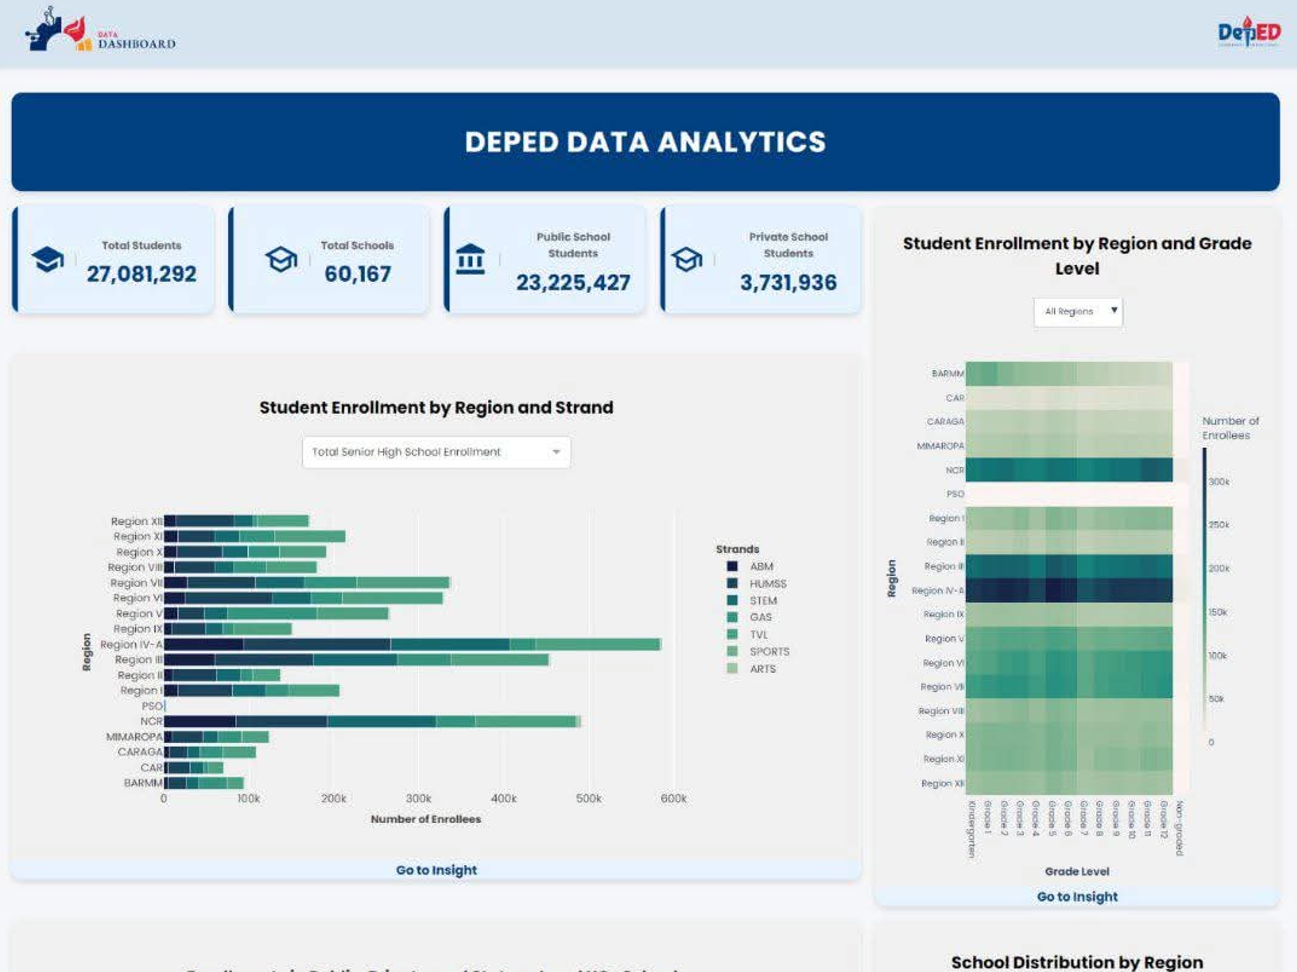 DATA
DASHBOARD
DepED
DEPED DATA ANALYTICS
Total Students
27,081,292
Total Schools
60,167
Public School
Students
23,225,427
Private School
Students
3,731,936
Student Enrollment by Region and Strand
Total Senior High School Enrollment
Region
Region XII
Region XI
Region X
Region VIII
Region VII
Region VI
Region V
Region IX
Region IV-A
Region III
Region II
Region I
PSO
NCR
MIMAROPA
CARAGA
CAR
BARMM
0 100k 200k 300k 400k 500k 600k
Number of Enrollees
Strands
ABM
HUMSS
STEM
GAS
TVL
SPORTS
ARTS
Go to Insight
Student Enrollment by Region and Grade
Level
All Regions
Region
BARMM
CAR
CARAGA
MIMAROPA
NCR
PSO
Region I
Region II
Region III
Region IV-A
Region IX
Region V
Region VI
Region VII
Region VIII
Region X
Region XI
Region XII
Kindergarten
Grade 1
Grade 2
Grade 3
Grade 4
Grade 5
Grade 6
Grade 7
Grade 8
Grade 9
Grade 10
Grade 11
Grade 12
Non-graded
Grade Level
Number of
Enrollees
300k
250k
200k
150k
100k
50k
0
Go to Insight
School Distribution by Region